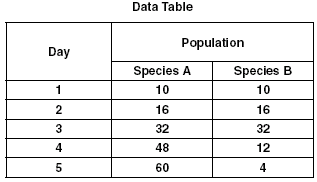 Data Table
Day Population
Species A Species B
1 10 10
2 16 16
3 32 32
4 48 12
5 60 4